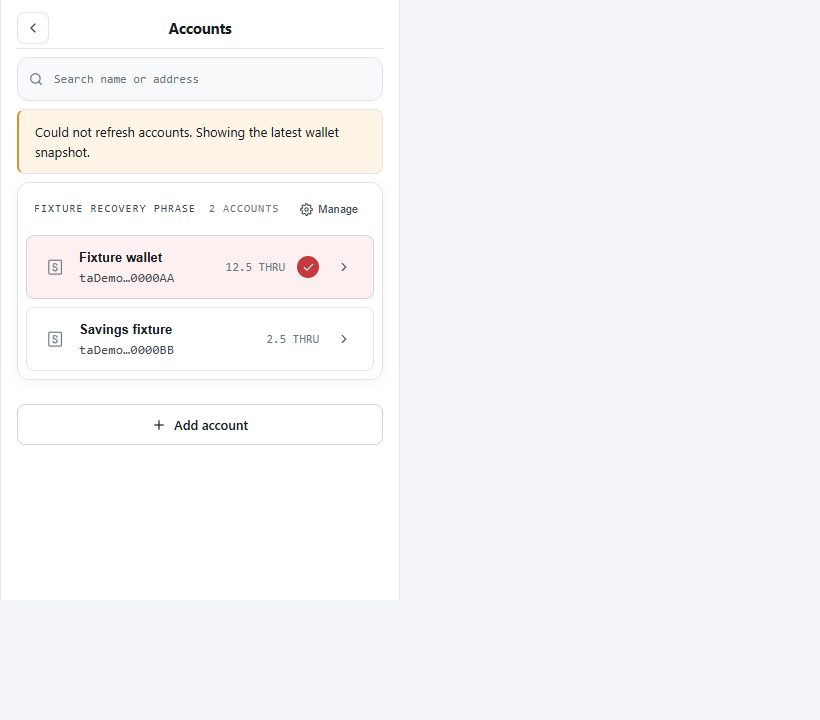 Accounts
Search name or address
Could not refresh accounts. Showing the latest wallet
snapshot.
FIXTURE RECOVERY PHRASE 2 ACCOUNTS Manage
S Fixture wallet 12.5 THRU
taDemo…0000AA
S Savings fixture 2.5 THRU
taDemo…0000BB
Add account